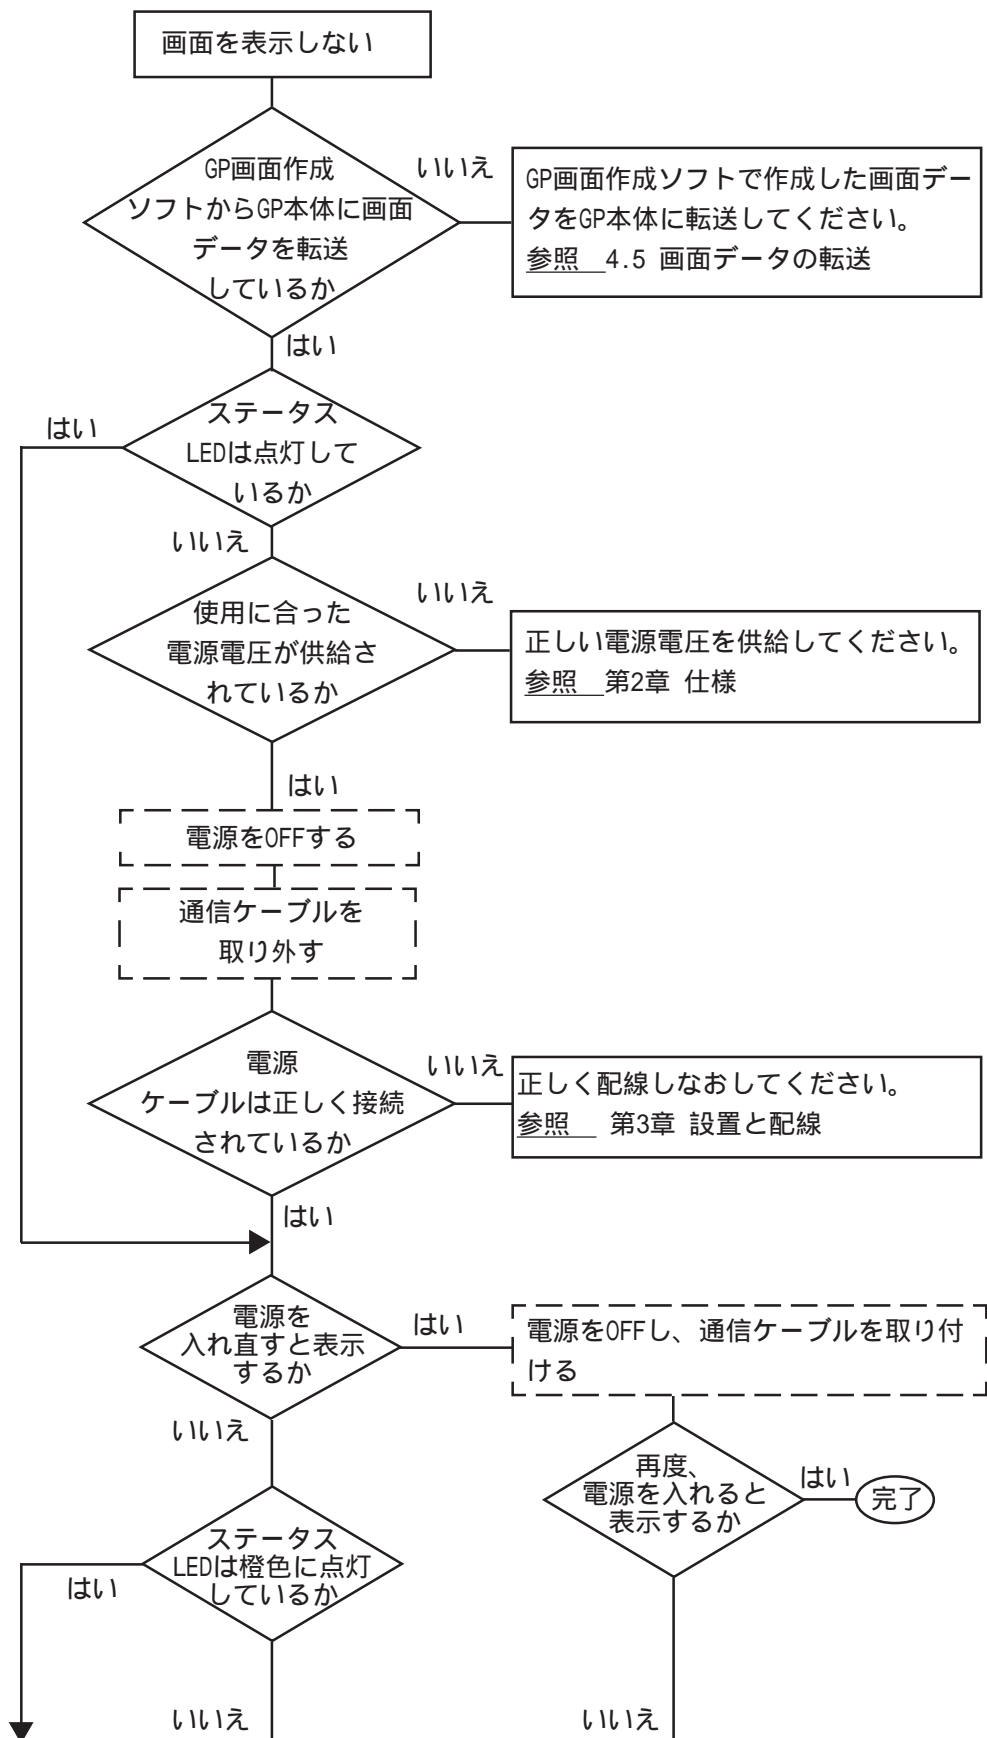 画面を表示しない
GP画面作成
ソフトからGP本体に画面
データを転送
しているか
いいえ
GP画面作成ソフトで作成した画面デー
タをGP本体に転送してください。
参照 4.5 画面データの転送
はい
ステータス
LEDは点灯して
いるか
はい
いいえ
使用に合った
電源電圧が供給さ
れているか
いいえ
正しい電源電圧を供給してください。
参照 第2章 仕様
はい
電源をOFFする
通信ケーブルを
取り外す
電源
ケーブルは正しく接続
されているか
いいえ
正しく配線しなおしてください。
参照 第3章 設置と配線
はい
電源を
入れ直すと表示
するか
はい
電源をOFFし、通信ケーブルを取り付
ける
いいえ
再度、
電源を入れると
表示するか
はい
完了
ステータス
LEDは橙色に点灯
しているか
はい
いいえ
いいえ